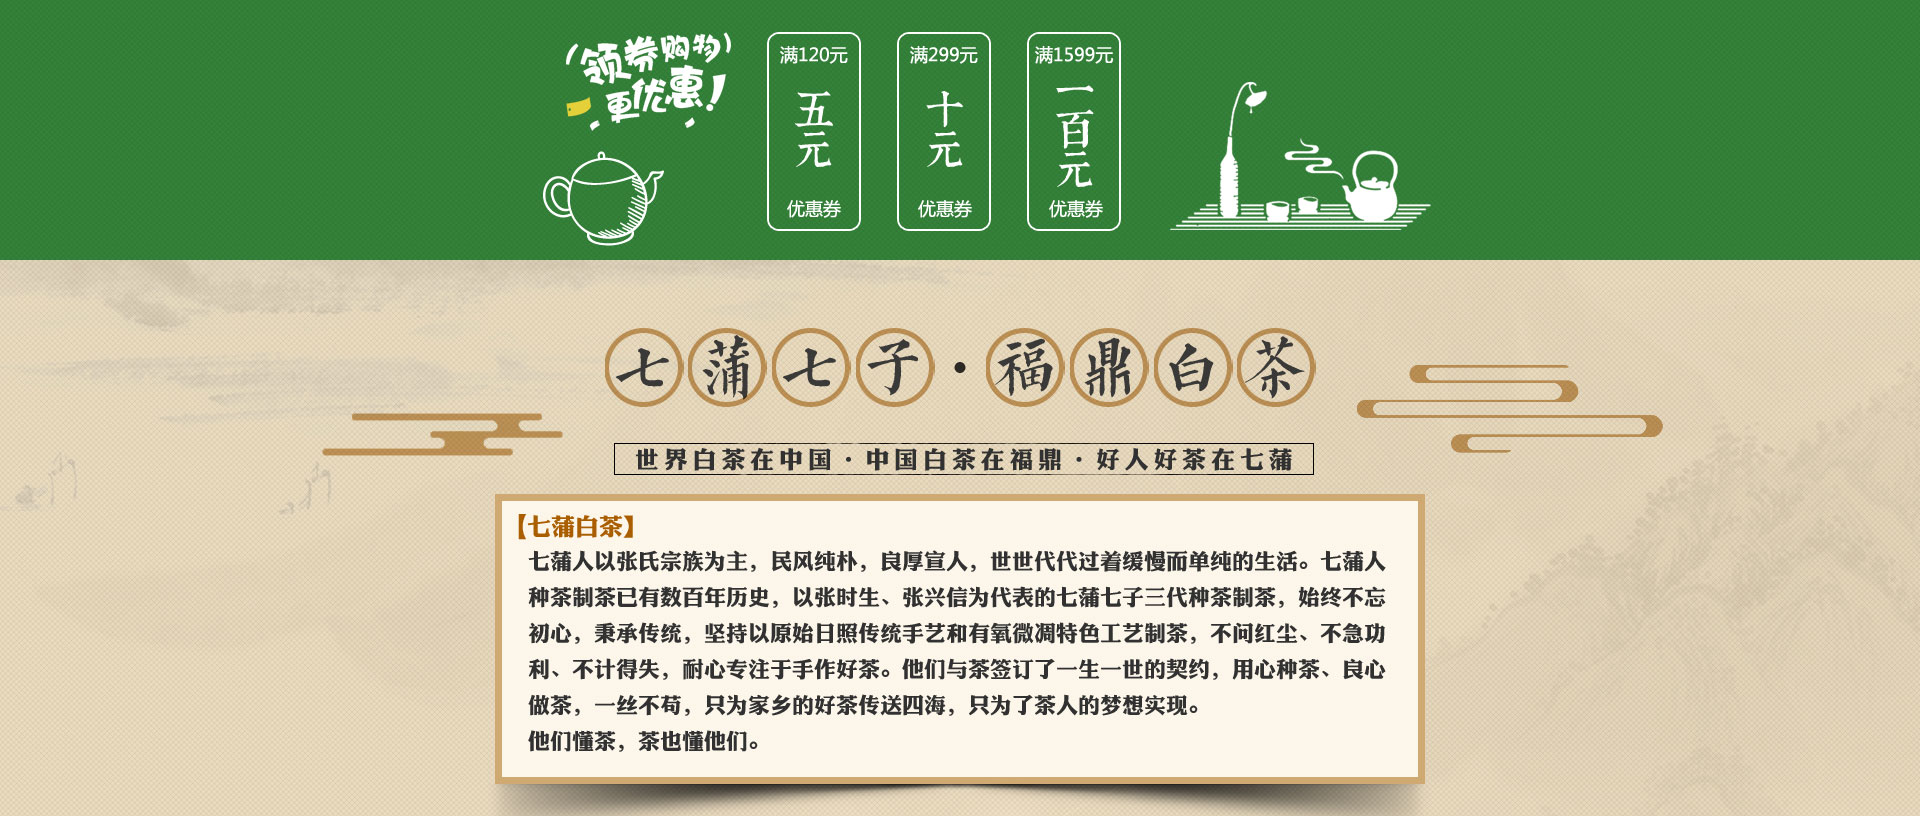 领券购物
更优惠！
满120元
五元
优惠券
满299元
十元
优惠券
满1599元
一百元
优惠券
七蒲七子·福鼎白茶
世界白茶在中国·中国白茶在福鼎·好人好茶在七蒲
【七蒲白茶】
七蒲人以张氏宗族为主，民风纯朴，良厚宣人，世世代代过着缓慢而单纯的生活。七蒲人
种茶制茶已有数百年历史，以张时生、张兴信为代表的七蒲七子三代种茶制茶，始终不忘
初心，秉承传统，坚持以原始日照传统手艺和有氧微凋特色工艺制茶，不问红尘、不急功
利、不计得失，耐心专注于手作好茶。他们与茶签订了一生一世的契约，用心种茶、良心
做茶，一丝不苟，只为家乡的好茶传送四海，只为了茶人的梦想实现。
他们懂茶，茶也懂他们。